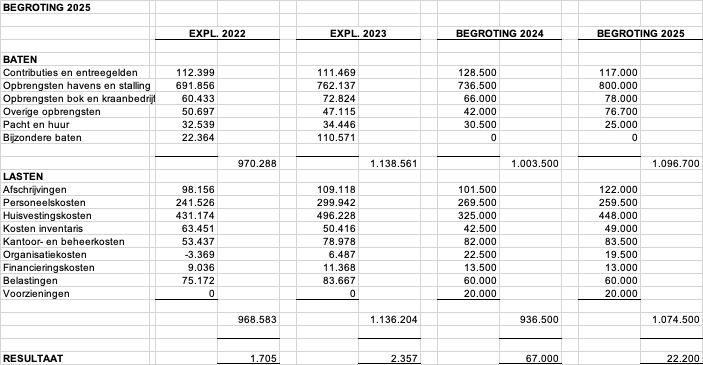 BEGROTING 2025
EXPL. 2022 EXPL. 2023 BEGROTING 2024 BEGROTING 2025
BATEN
Contributies en entreegelden 112.399 111.469 128.500 117.000
Opbrengsten havens en stalling 691.856 762.137 736.500 800.000
Opbrengsten bok en kraanbedrijf 60.433 72.824 66.000 78.000
Overige opbrengsten 50.697 47.115 42.000 76.700
Pacht en huur 32.539 34.446 30.500 25.000
Bijzondere baten 22.364 110.571 0 0
970.288 1.138.561 1.003.500 1.096.700
LASTEN
Afschrijvingen 98.156 109.118 101.500 122.000
Personeelskosten 241.526 299.942 269.500 259.500
Huisvestingskosten 431.174 496.228 325.000 448.000
Kosten inventaris 63.451 50.416 42.500 49.000
Kantoor- en beheerkosten 53.437 78.978 82.000 83.500
Organisatiekosten -3.369 6.487 22.500 19.500
Financieringskosten 9.036 11.368 13.500 13.000
Belastingen 75.172 83.667 60.000 60.000
Voorzieningen 0 0 20.000 20.000
968.583 1.136.204 936.500 1.074.500
RESULTAAT 1.705 2.357 67.000 22.200